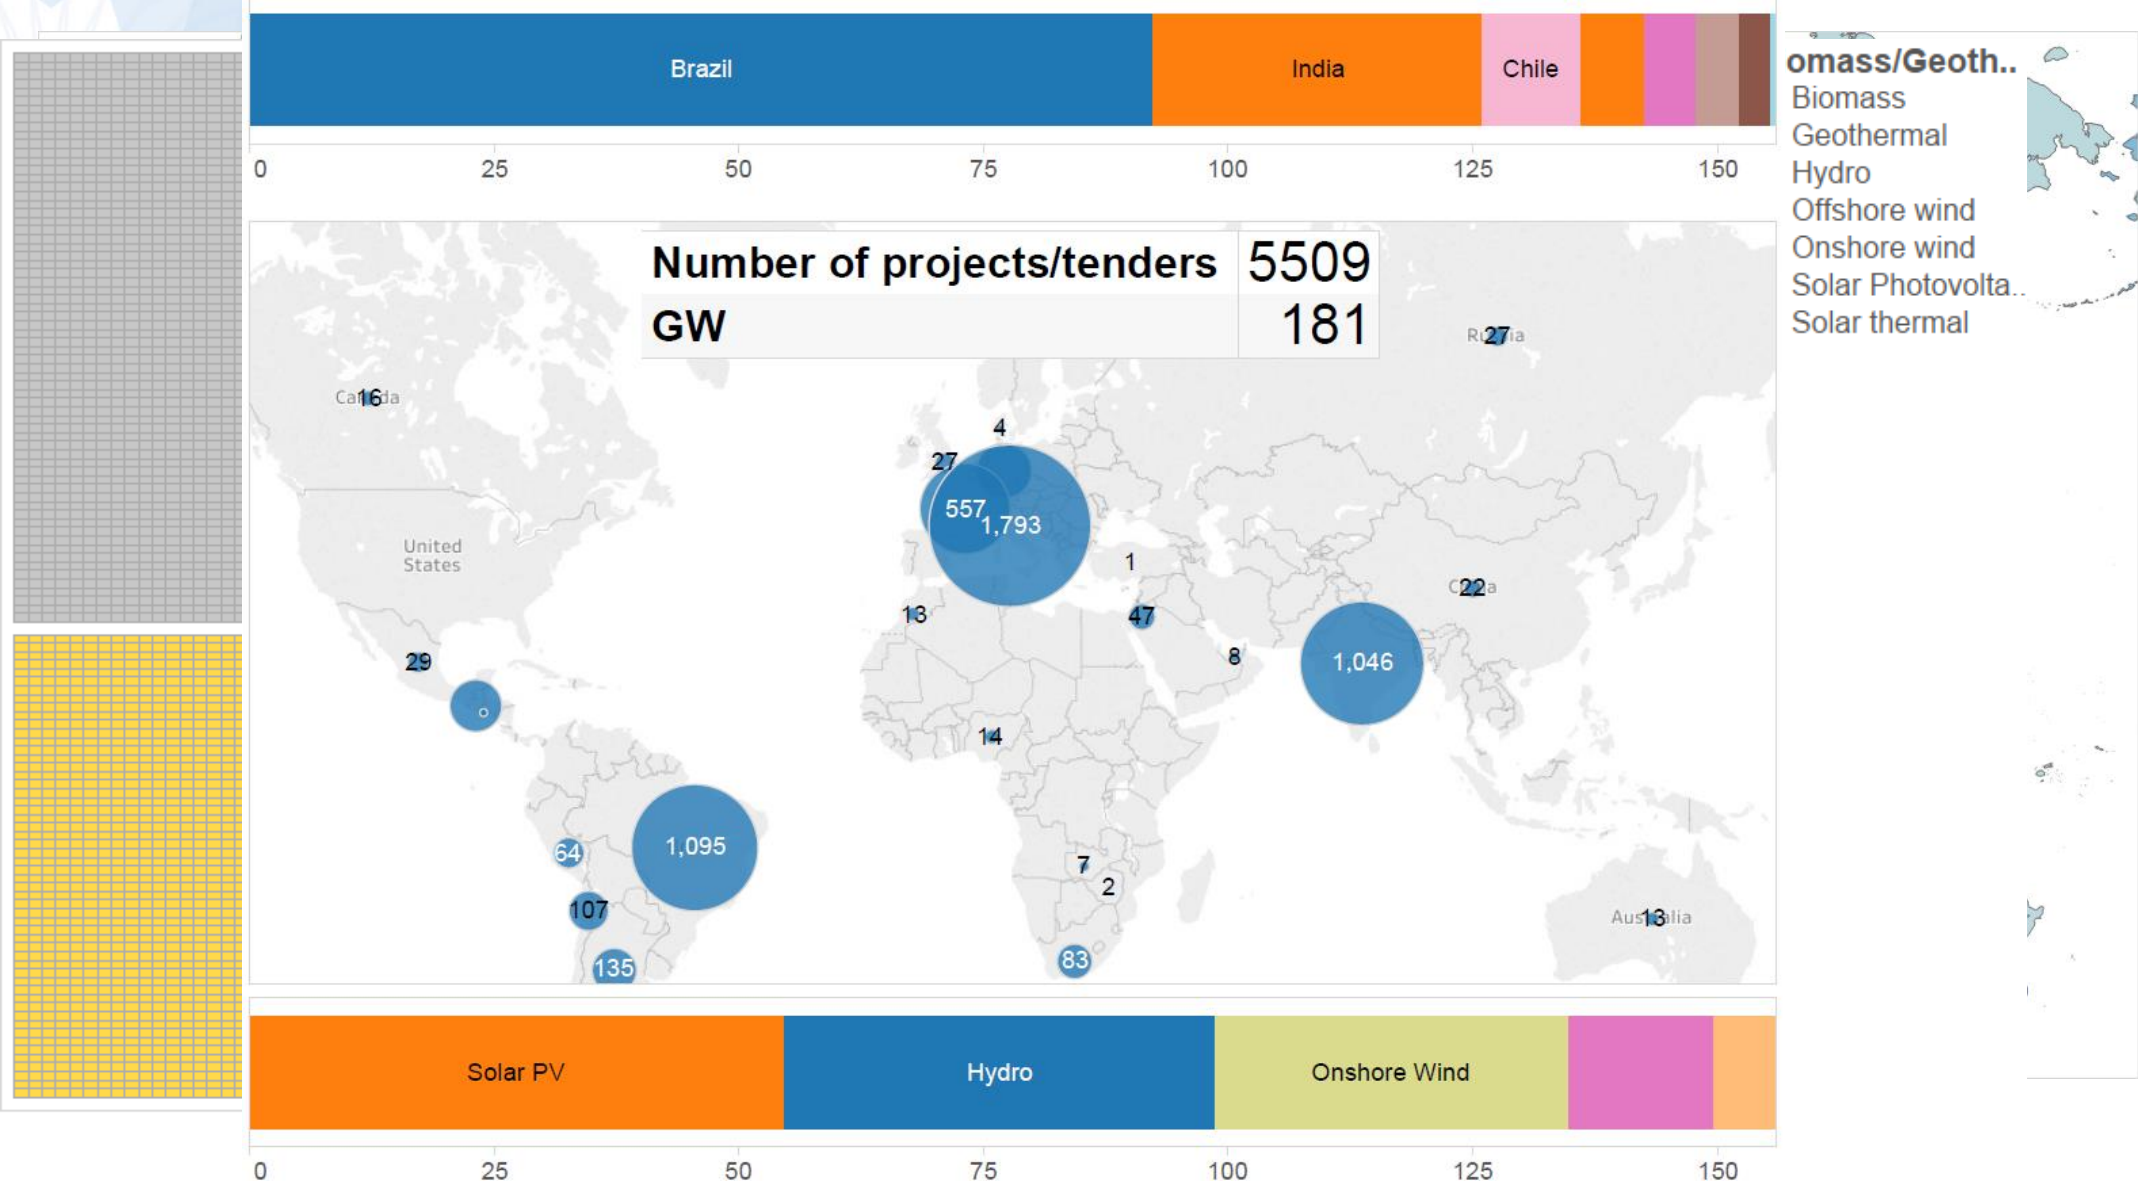 Brazil
India
Chile
0 25 50 75 100 125 150
omass/Geoth..
Biomass
Geothermal
Hydro
Offshore wind
Onshore wind
Solar Photovolta..
Solar thermal
Number of projects/tenders 5509
GW 181
27
16
4
27
557
1,793
United
States
1
22
13
47
29
8
1,046
14
64
1,095
7
2
107
13
135
83
Solar PV
Hydro
Onshore Wind
0 25 50 75 100 125 150